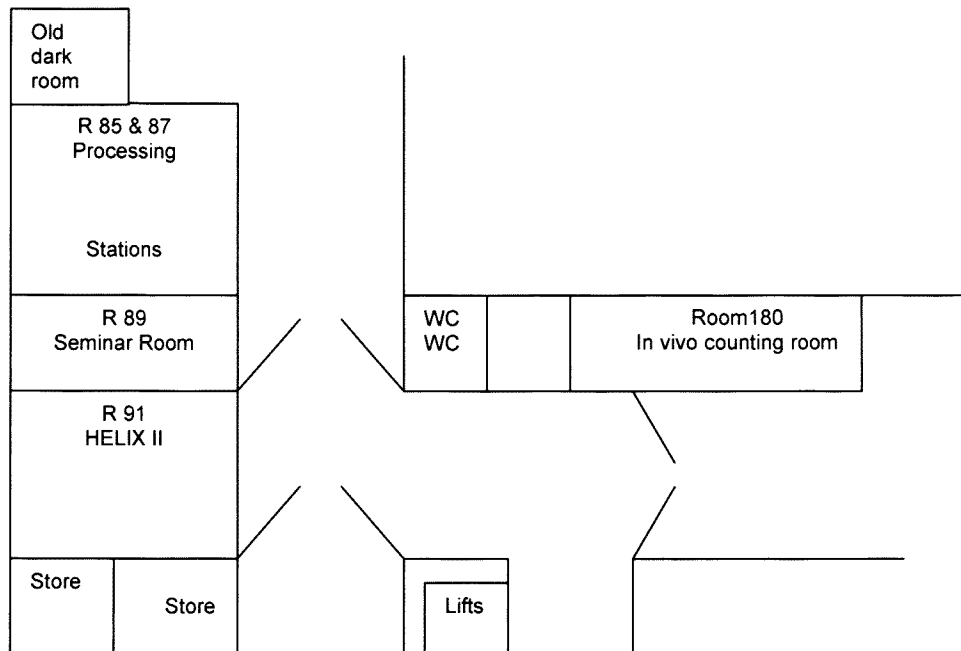 Old
dark
room
R 85 & 87
Processing
Stations
R 89
Seminar Room
WC
WC
Room180
In vivo counting room
R 91
HELIX II
Store
Store
Lifts